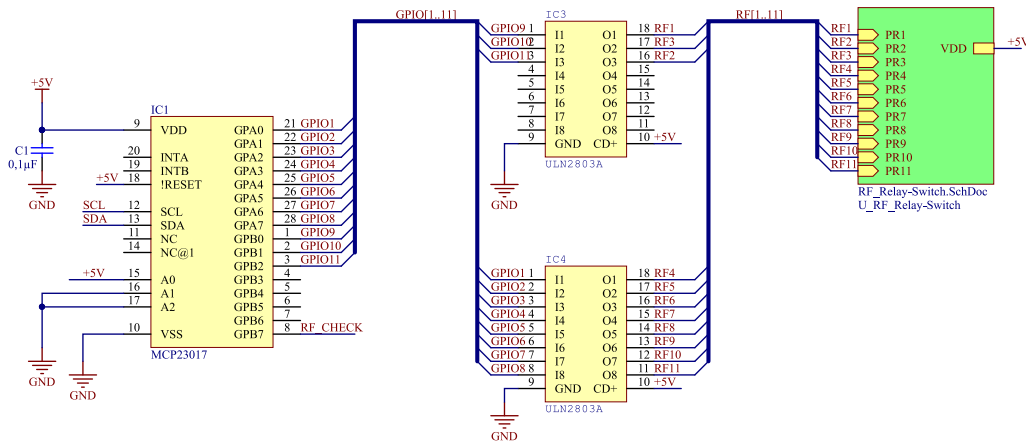 GPIO[1..11]
RF[1..11]
+5V
C1
0,1µF
GND
IC1
9 VDD
20 INTA
19 INTB
+5V 18 !RESET
SCL 12 SCL
SDA 13 SDA
11 NC
14 NC@1
+5V 15 A0
16 A1
17 A2
10 VSS
GPA0 21 GPIO1
GPA1 22 GPIO2
GPA2 23 GPIO3
GPA3 24 GPIO4
GPA4 25 GPIO5
GPA5 26 GPIO6
GPA6 27 GPIO7
GPA7 28 GPIO8
GPB0 1 GPIO9
GPB1 2 GPIO10
GPB2 3 GPIO11
GPB3 4
GPB4 5
GPB5 6
GPB6 7
GPB7 8 RF_CHECK
MCP23017
GND
GND
IC3
GPIO9 1 I1 O1 18 RF1
GPIO10 2 I2 O2 17 RF3
GPIO11 3 I3 O3 16 RF2
4 I4 O4 15
5 I5 O5 14
6 I6 O6 13
7 I7 O7 12
8 I8 O8 11
9 GND CD+ 10 +5V
ULN2803A
GND
IC4
GPIO1 1 I1 O1 18 RF4
GPIO2 2 I2 O2 17 RF5
GPIO3 3 I3 O3 16 RF6
GPIO4 4 I4 O4 15 RF7
GPIO5 5 I5 O5 14 RF8
GPIO6 6 I6 O6 13 RF9
GPIO7 7 I7 O7 12 RF10
GPIO8 8 I8 O8 11 RF11
9 GND CD+ 10 +5V
ULN2803A
GND
RF1 PR1
RF2 PR2
RF3 PR3
RF4 PR4
RF5 PR5
RF6 PR6
RF7 PR7
RF8 PR8
RF9 PR9
RF10 PR10
RF11 PR11
VDD +5V
RF_Relay-Switch.SchDoc
U_RF_Relay-Switch